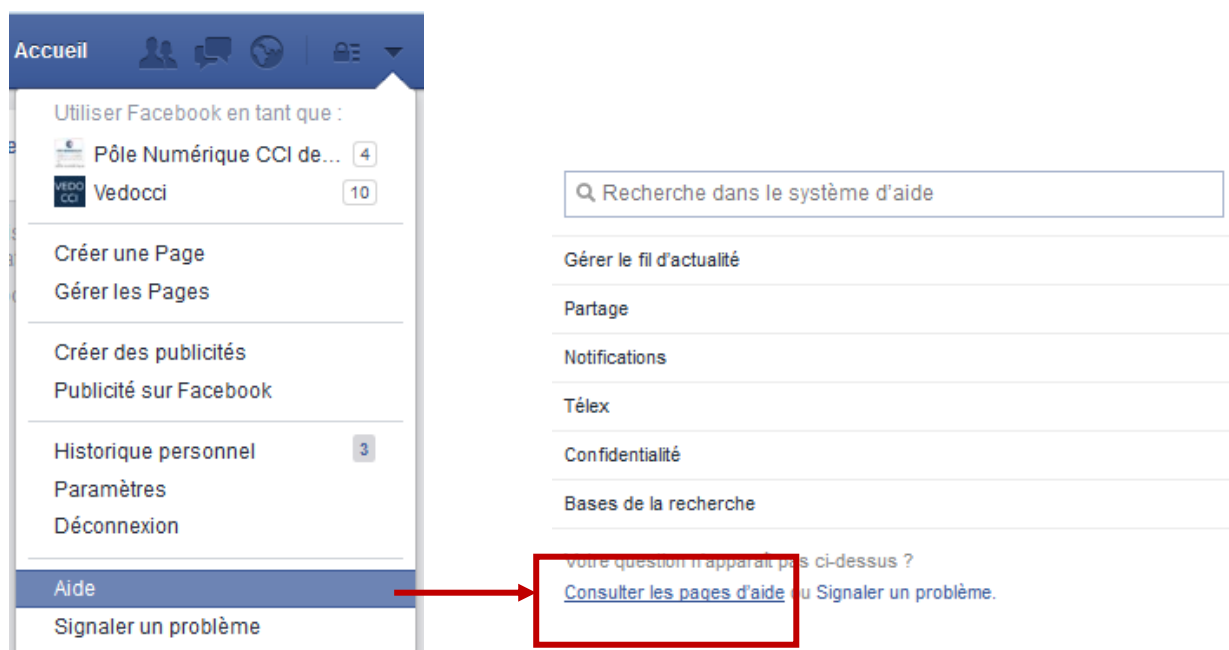 Accueil
Utiliser Facebook en tant que :
Pôle Numérique CCI de... 4
VEDO
CCI
Vedocci 10
Créer une Page
Gérer les Pages
Créer des publicités
Publicité sur Facebook
Historique personnel 3
Paramètres
Déconnexion
Aide
Signaler un problème
Recherche dans le système d'aide
Gérer le fil d'actualité
Partage
Notifications
Télex
Confidentialité
Bases de la recherche
Votre question n'apparaît pas ci-dessus ?
Consulter les pages d'aide ou Signaler un problème.